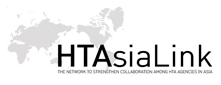 HTAsiaLink
THE NETWORK TO STRENGTHEN COLLABORATION AMONG HTA AGENCIES IN ASIA